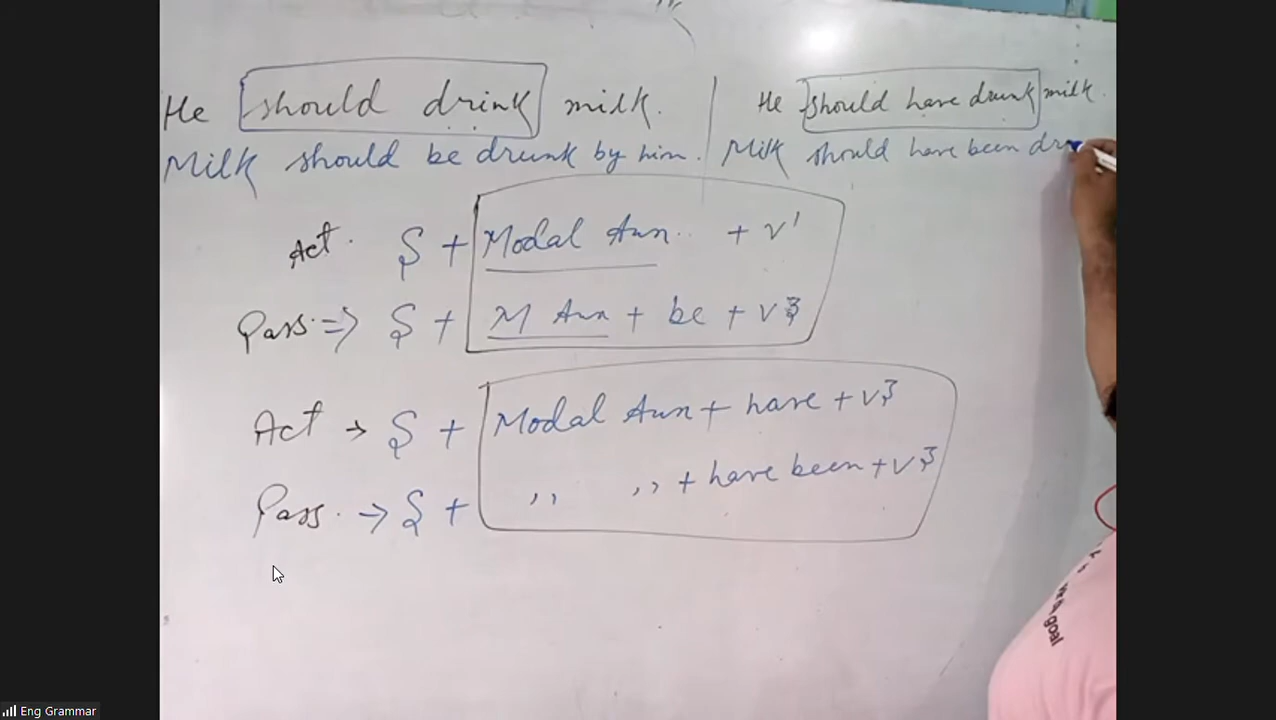 He should drink milk. | He should have drunk milk.
Milk should be drunk by him. | Milk should have been
Act. S + Modal Aux. + V1
Pass. => S + M Aux + be + V3
Act → S + Modal Aux + have + V3
Pass. → S + ,, ,, + have been + V3
goal
Eng Grammar